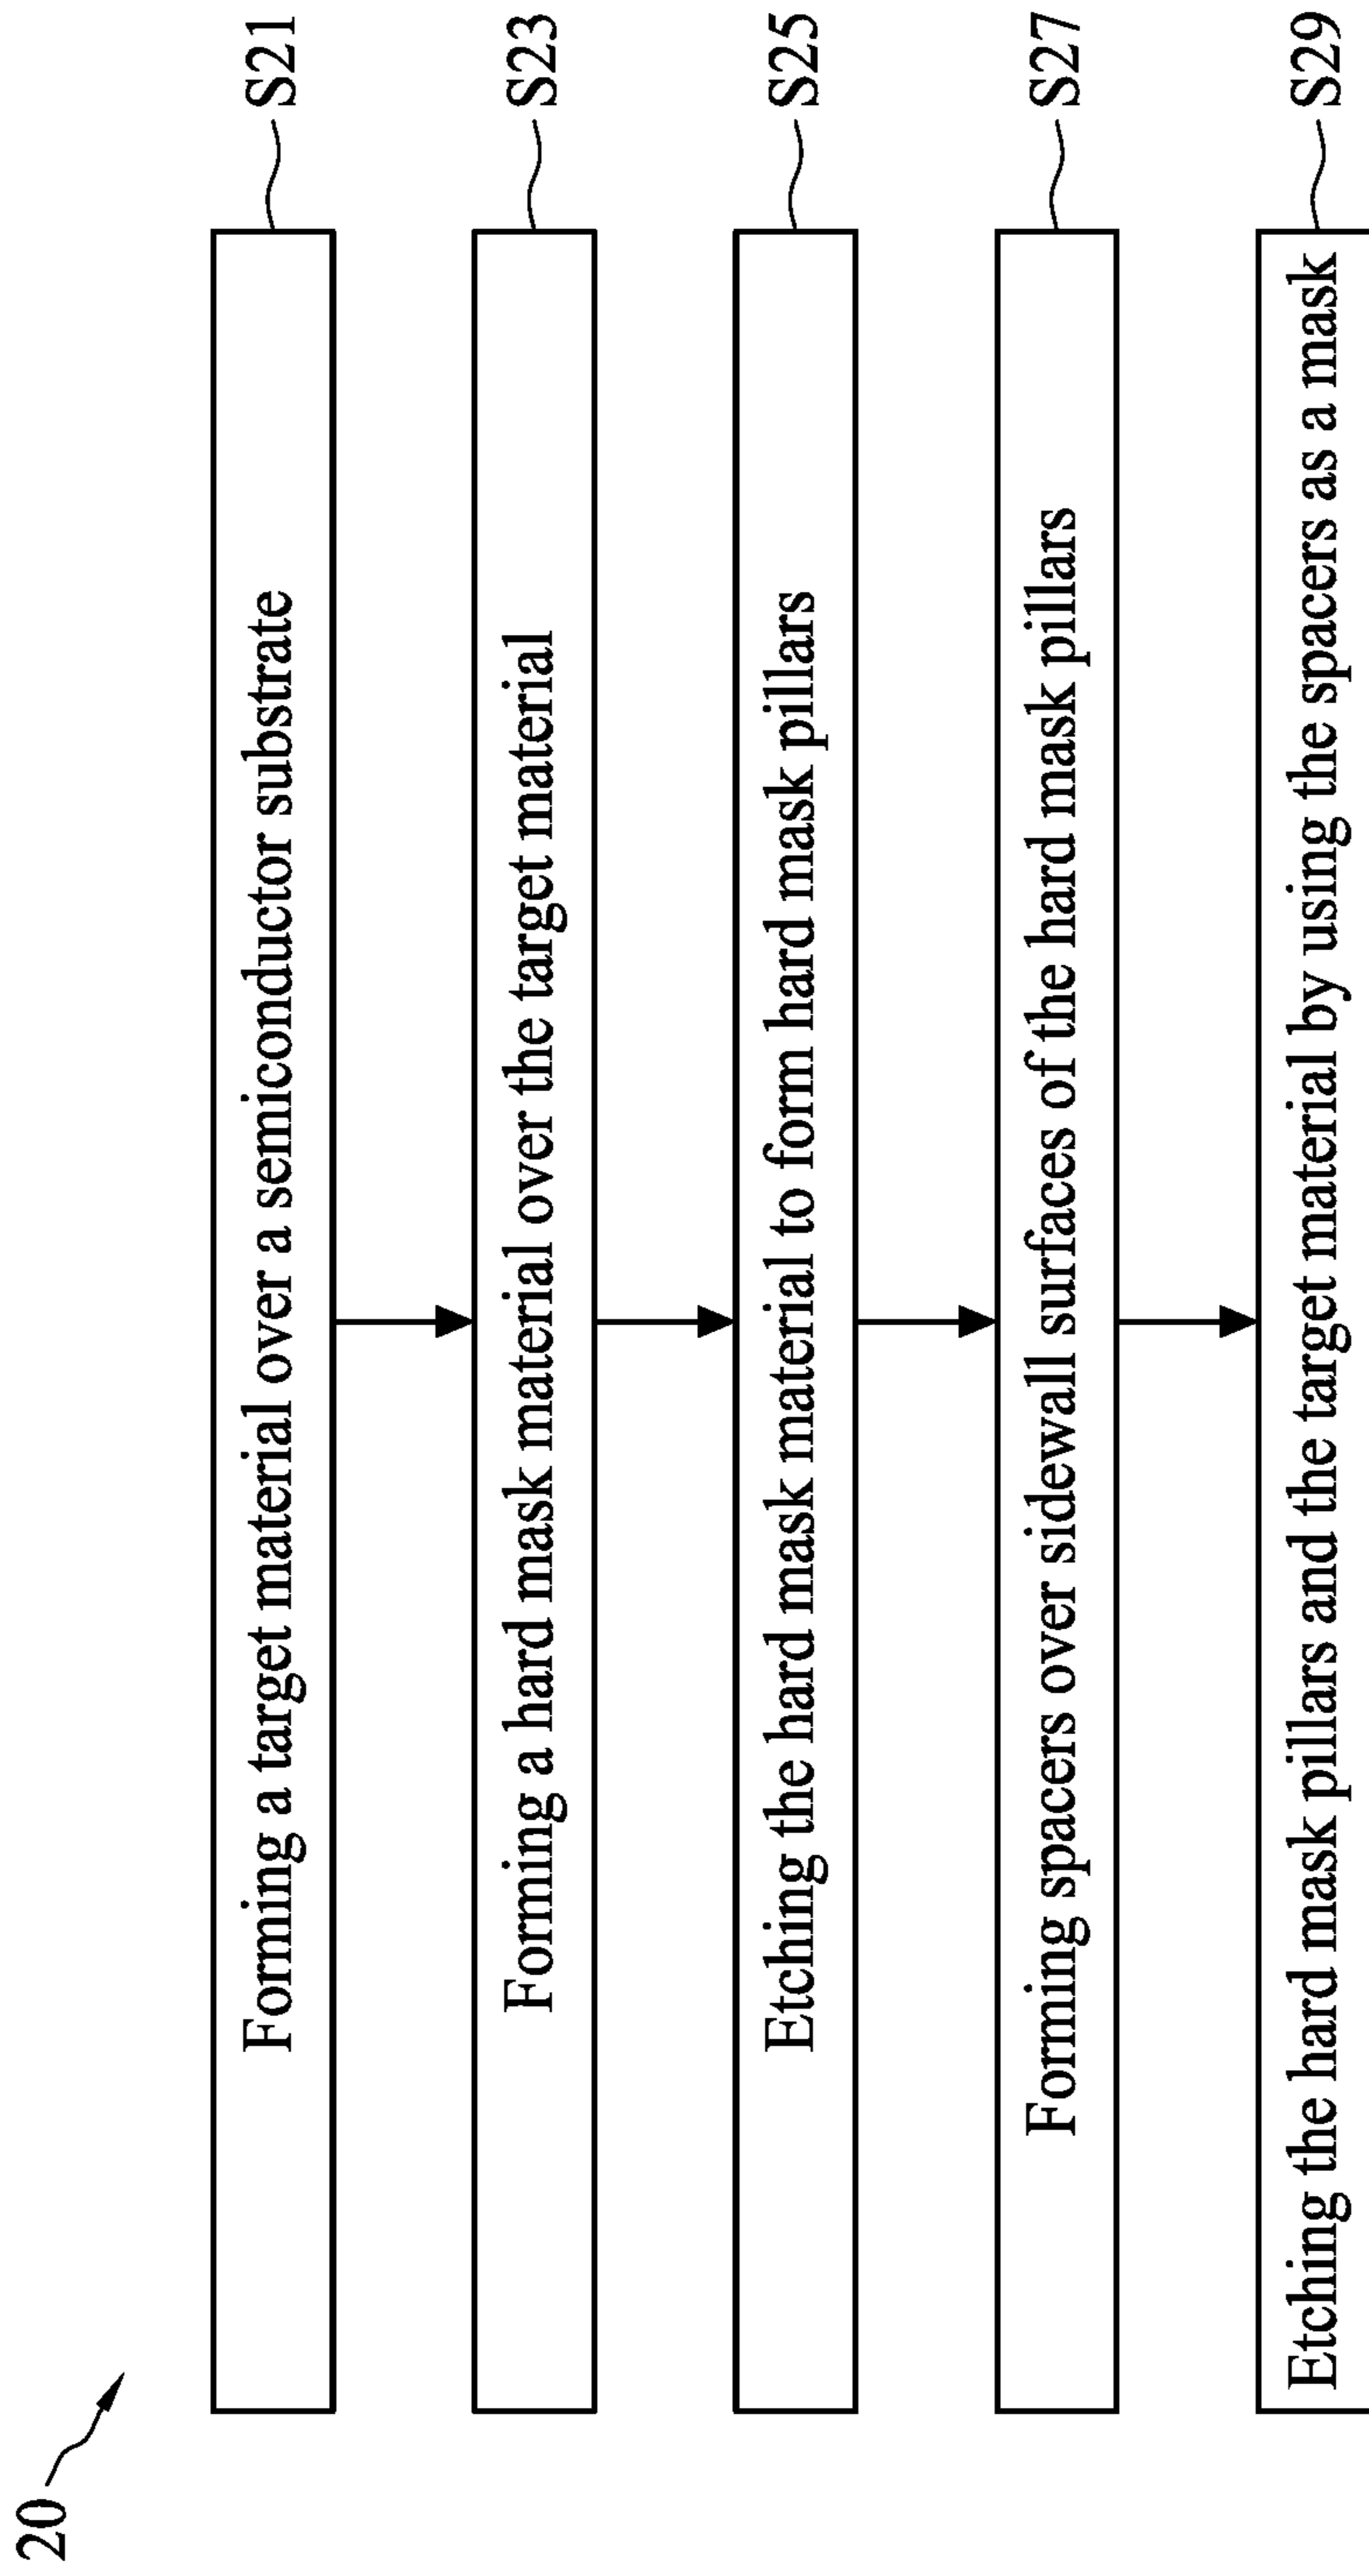 20
Forming a target material over a semiconductor substrate
S21
Forming a hard mask material over the target material
S23
Etching the hard mask material to form hard mask pillars
S25
Forming spacers over sidewall surfaces of the hard mask pillars
S27
Etching the hard mask pillars and the target material by using the spacers as a mask
S29